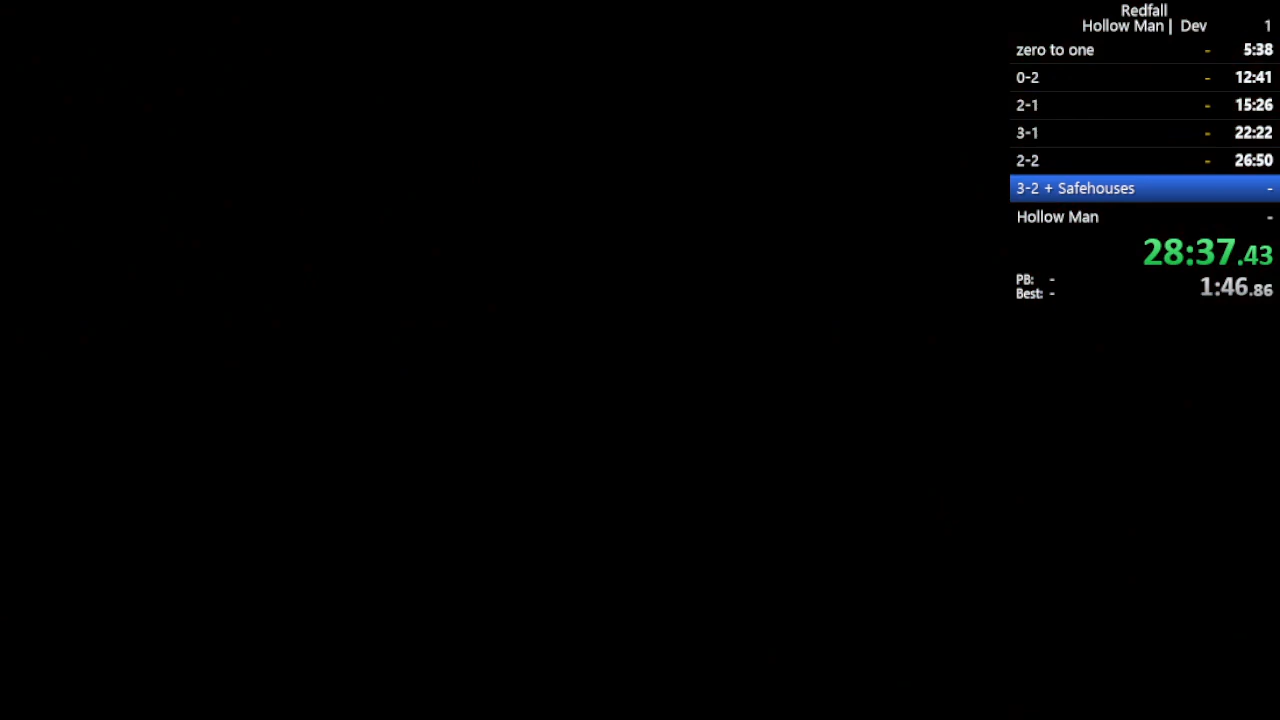 Redfall
Hollow Man | Dev 1
zero to one - 5:38
0-2 - 12:41
2-1 - 15:26
3-1 - 22:22
2-2 - 26:50
3-2 + Safehouses -
Hollow Man -
28:37.43
PB: - 1:46.86
Best: -